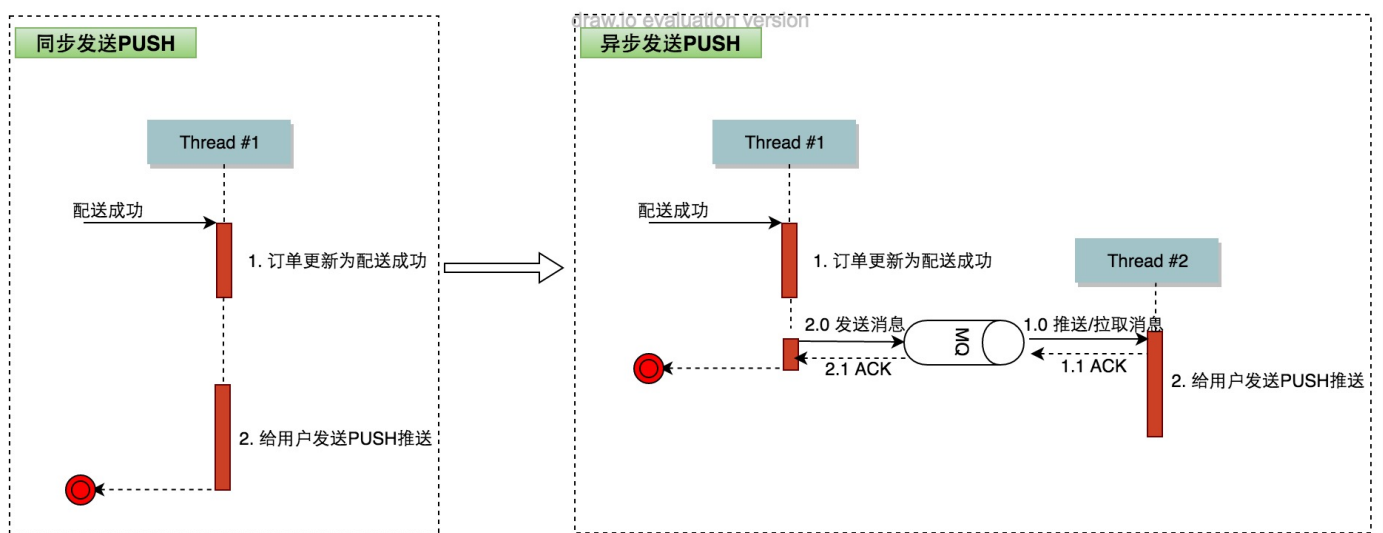 draw.io evaluation version
同步发送PUSH
Thread #1
配送成功
1. 订单更新为配送成功
2. 给用户发送PUSH推送
异步发送PUSH
Thread #1
配送成功
1. 订单更新为配送成功
Thread #2
2.0 发送消息
MQ
1.0 推送/拉取消息
2.1 ACK
1.1 ACK
2. 给用户发送PUSH推送